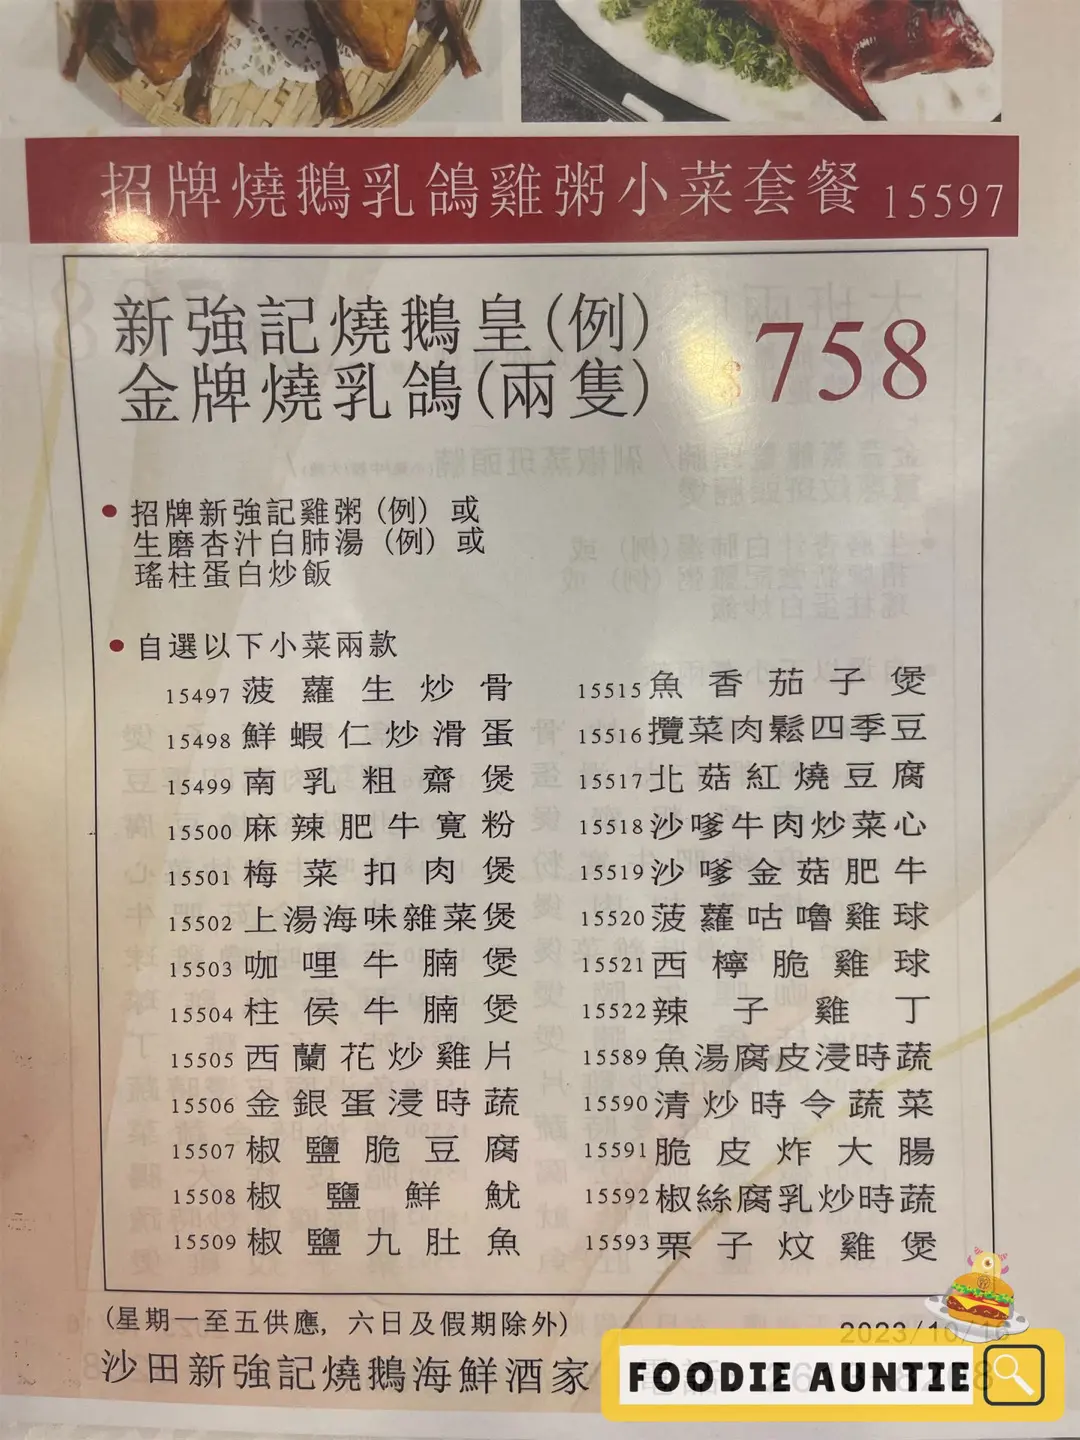 招牌燒鵝乳鴿雞粥小菜套餐 15597
新強記燒鵝皇(例)
金牌燒乳鴿(兩隻)
$758
• 招牌新強記雞粥 (例) 或
生磨杏汁白肺湯 (例) 或
瑤柱蛋白炒飯
• 自選以下小菜兩款
15497 菠蘿生炒骨
15498 鮮蝦仁炒滑蛋
15499 南乳粗齋煲
15500 麻辣肥牛寬粉
15501 梅菜扣肉煲
15502 上湯海味雜菜煲
15503 咖哩牛腩煲
15504 柱侯牛腩煲
15505 西蘭花炒雞片
15506 金銀蛋浸時蔬
15507 椒鹽脆豆腐
15508 椒鹽鮮魷
15509 椒鹽九肚魚
15515 魚香茄子煲
15516 攬菜肉鬆四季豆
15517 北菇紅燒豆腐
15518 沙嗲牛肉炒菜心
15519 沙嗲金菇肥牛
15520 菠蘿咕嚕雞球
15521 西檸脆雞球
15522 辣子雞丁
15589 魚湯腐皮浸時蔬
15590 清炒時令蔬菜
15591 脆皮炸大腸
15592 椒絲腐乳炒時蔬
15593 栗子炆雞煲
(星期一至五供應, 六日及假期除外)
2023/10/16
沙田新強記燒鵝海鮮酒家
FOODIE AUNTIE